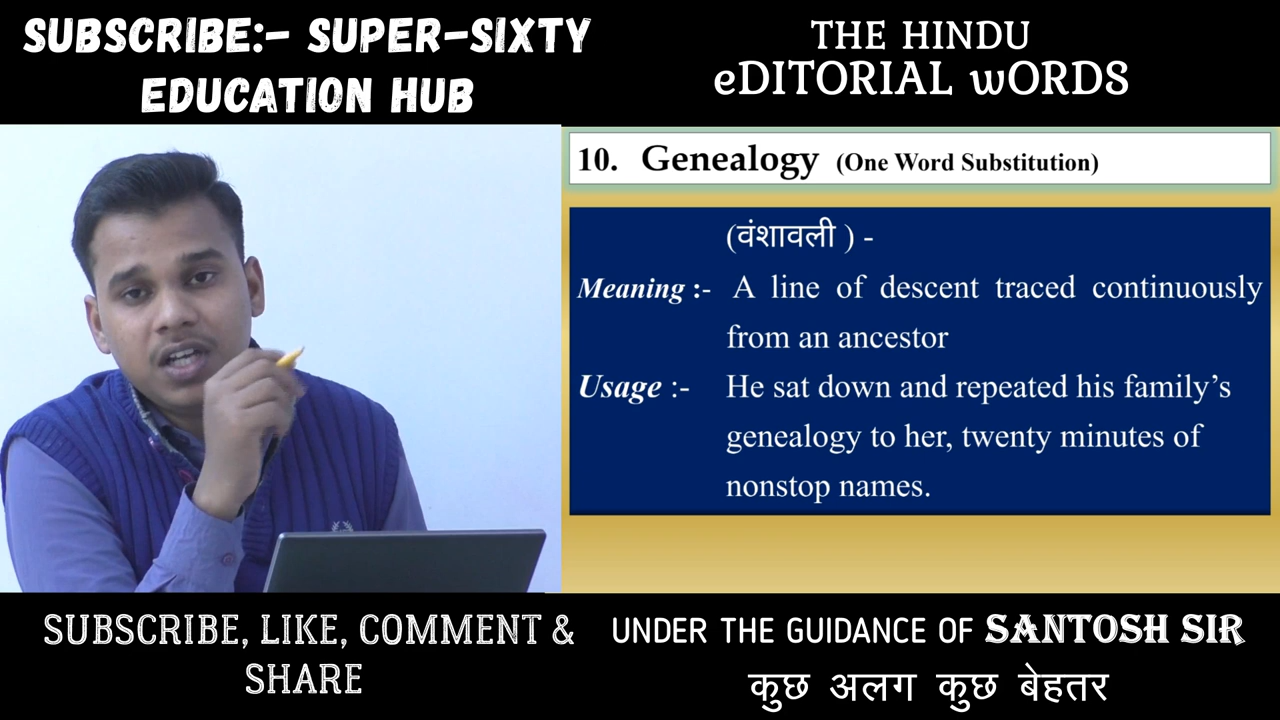 SUBSCRIBE:- SUPER-SIXTY
EDUCATION HUB
THE HINDU
eDITORIAL wORDS
10. Genealogy (One Word Substitution)
(वंशावली ) -
Meaning :- A line of descent traced continuously
from an ancestor
Usage :- He sat down and repeated his family’s
genealogy to her, twenty minutes of
nonstop names.
SUBSCRIBE, LIKE, COMMENT &
SHARE
UNDER THE GUIDANCE OF SANTOSH SIR
कुछ अलग कुछ बेहतर